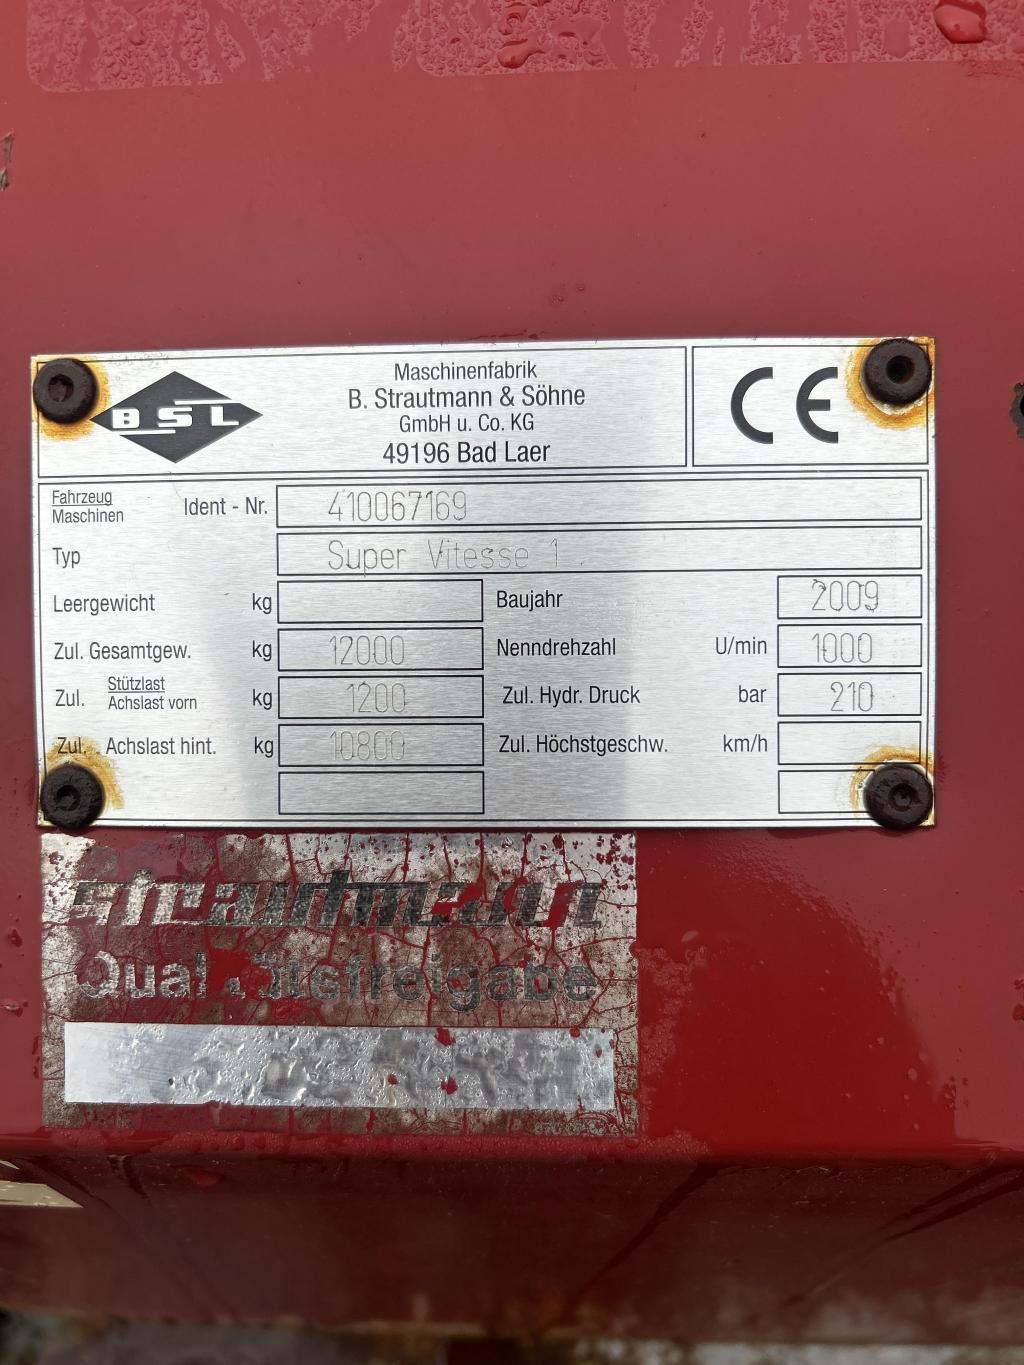 BSL
Maschinenfabrik
B. Strautmann & Söhne
GmbH u. Co. KG
49196 Bad Laer
CE
Fahrzeug
Maschinen
Ident - Nr. 410067169
Typ Super Vitesse 1
Leergewicht kg
Baujahr 2009
Zul. Gesamtgew. kg 12000
Nenndrehzahl U/min 1000
Zul. Stützlast
Achslast vorn kg 1200
Zul. Hydr. Druck bar 210
Zul. Achslast hint. kg 10800
Zul. Höchstgeschw. km/h
strautmann
Qualitätsfreigabe